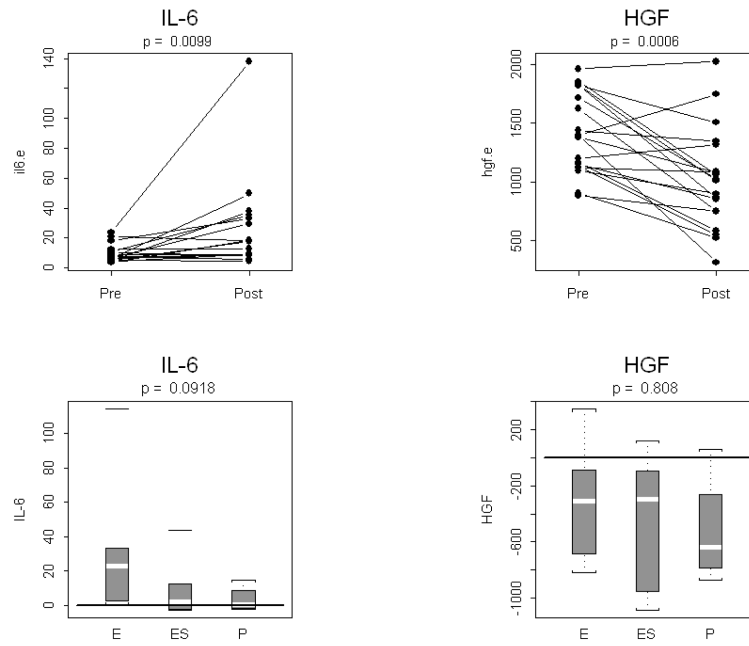 IL-6
p = 0.0099
il6.e
0 20 40 60 80 100 140
Pre Post
HGF
p = 0.0006
hgf.e
500 1000 1500 2000
Pre Post
IL-6
p = 0.0918
IL-6
0 20 40 60 80 100
E ES P
HGF
p = 0.808
HGF
-1000 -600 -200 200
E ES P